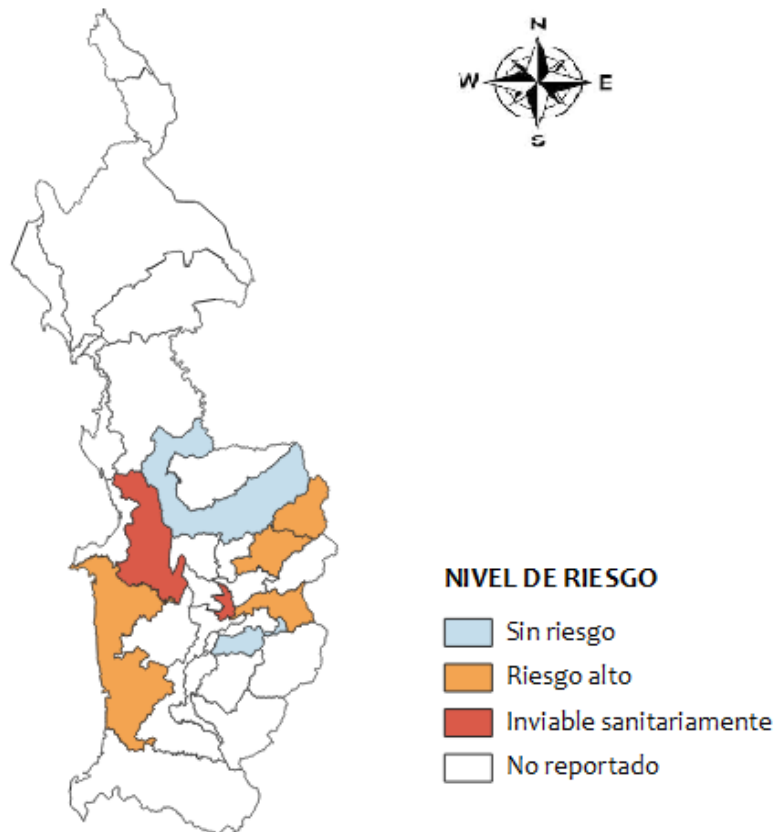 N
W E
S
NIVEL DE RIESGO
Sin riesgo
Riesgo alto
Inviable sanitariamente
No reportado